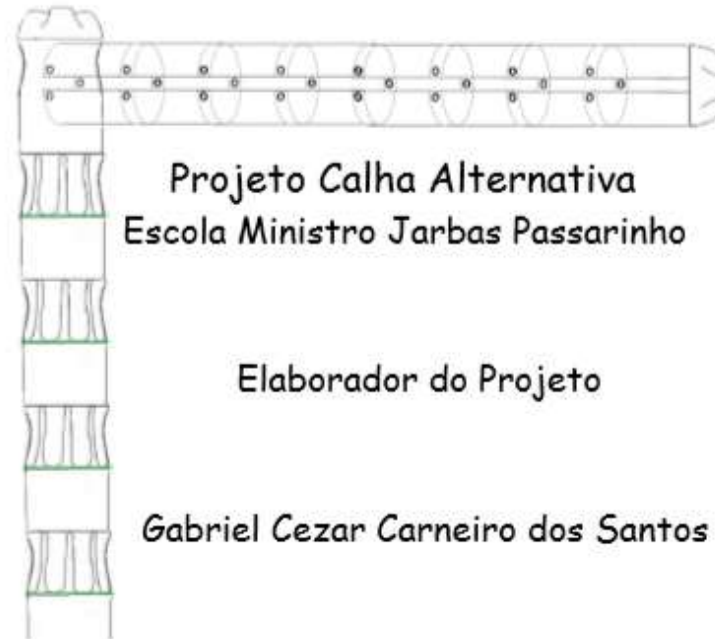 Projeto Calha Alternativa
Escola Ministro Jarbas Passarinho
Elaborador do Projeto
Gabriel Cezar Carneiro dos Santos